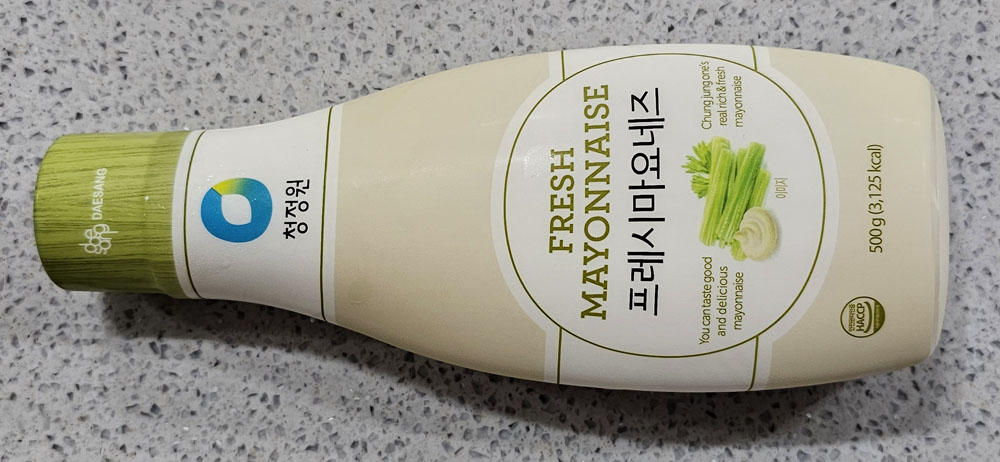 DAESANG
청정원
FRESH
MAYONNAISE
프레시마요네즈
You can taste good
and delicious
mayonnaise
이미지
Chung jung one's
real rich & fresh
mayonnaise
500 g (3,125 kcal)
HACCP